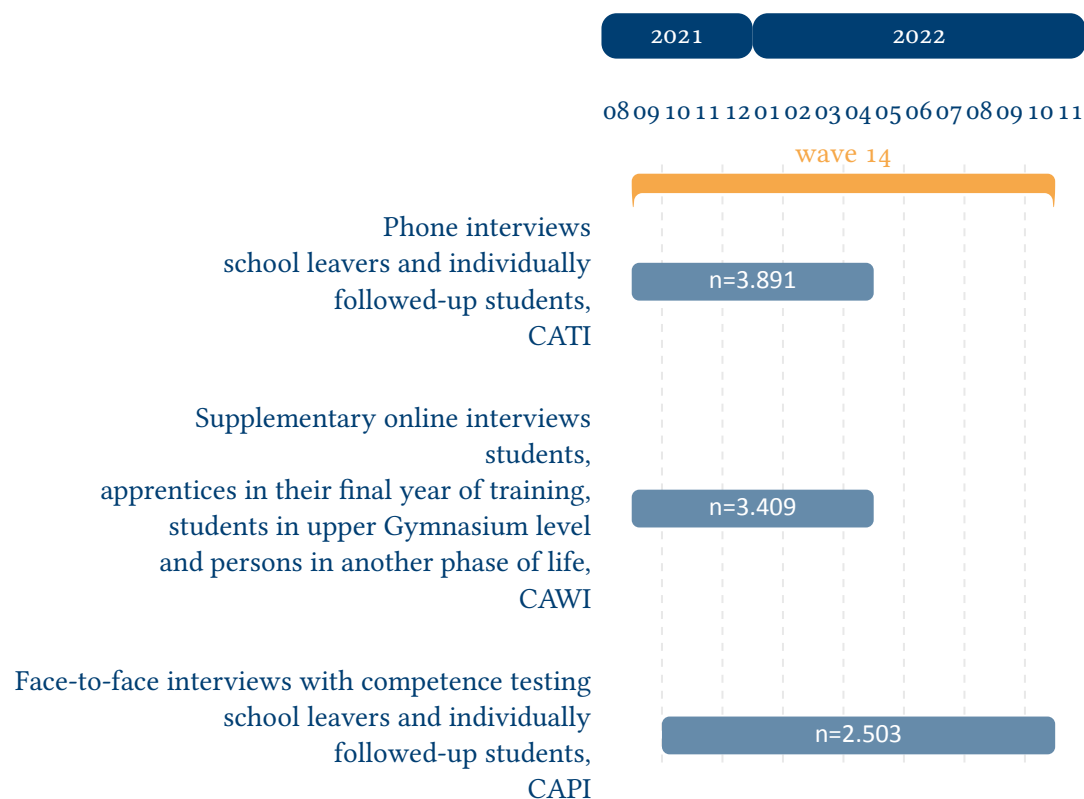 2021 2022
08 09 10 11 12 01 02 03 04 05 06 07 08 09 10 11
wave 14
Phone interviews
school leavers and individually
followed-up students,
CATI
n=3.891
Supplementary online interviews
students,
apprentices in their final year of training,
students in upper Gymnasium level
and persons in another phase of life,
CAWI
n=3.409
Face-to-face interviews with competence testing
school leavers and individually
followed-up students,
CAPI
n=2.503